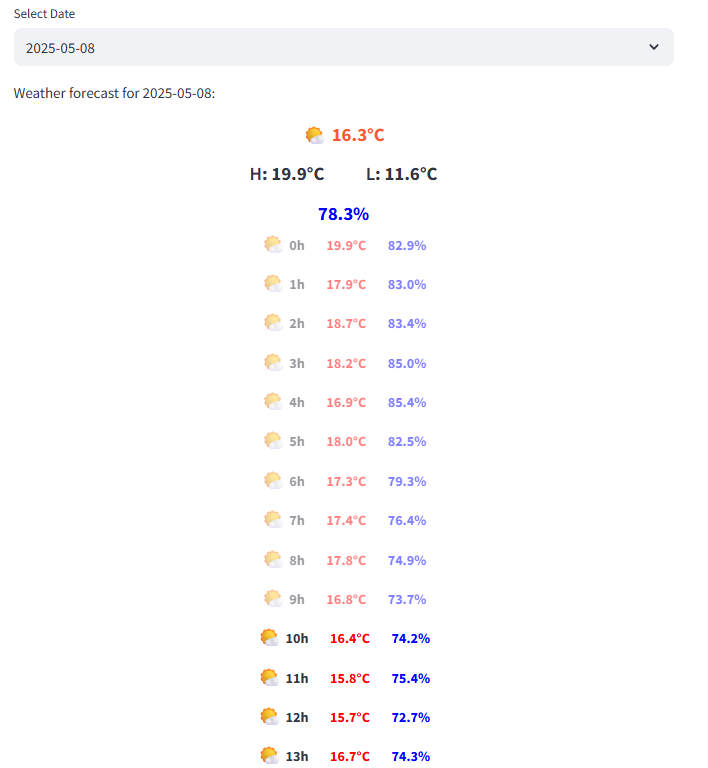 Select Date
2025-05-08
Weather forecast for 2025-05-08:
16.3°C
H: 19.9°C L: 11.6°C
78.3%
0h 19.9°C 82.9%
1h 17.9°C 83.0%
2h 18.7°C 83.4%
3h 18.2°C 85.0%
4h 16.9°C 85.4%
5h 18.0°C 82.5%
6h 17.3°C 79.3%
7h 17.4°C 76.4%
8h 17.8°C 74.9%
9h 16.8°C 73.7%
10h 16.4°C 74.2%
11h 15.8°C 75.4%
12h 15.7°C 72.7%
13h 16.7°C 74.3%